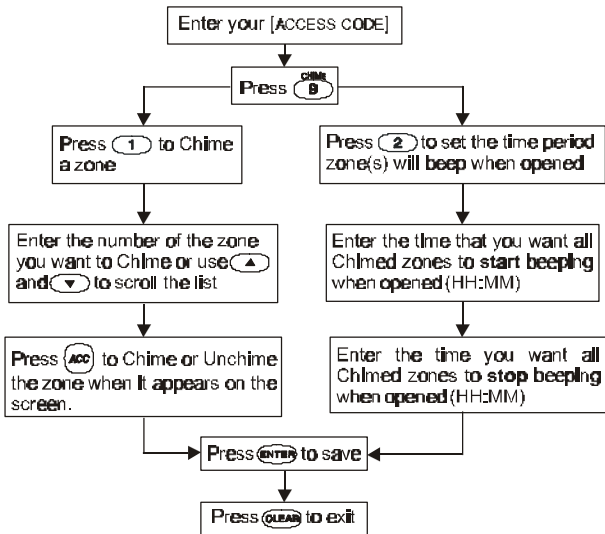 Enter your [ACCESS CODE]
CHIME
Press 9
Press 1 to Chime
a zone
Press 2 to set the time period
zone(s) will beep when opened
Enter the number of the zone
you want to Chime or use ▲
and ▼ to scroll the list
Enter the time that you want all
Chimed zones to start beeping
when opened (HH:MM)
Press ACC to Chime or Unchime
the zone when it appears on the
screen.
Enter the time you want all
Chimed zones to stop beeping
when opened (HH:MM)
Press ENTER to save
Press CLEAR to exit